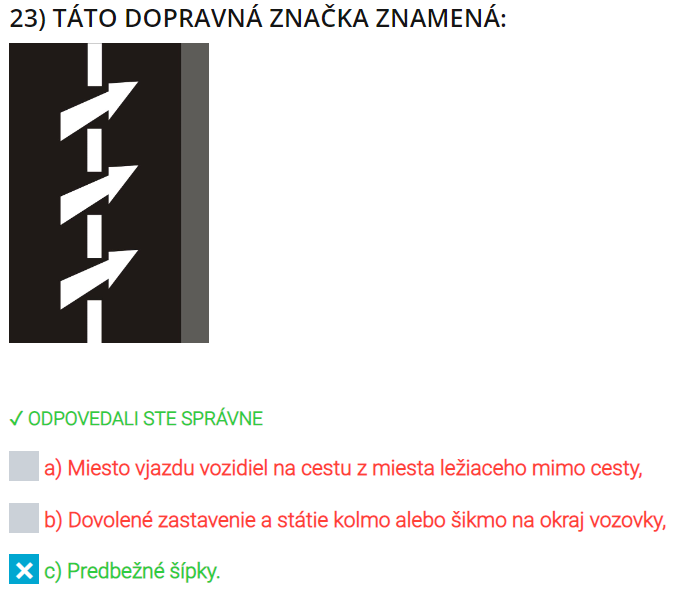 23) TÁTO DOPRAVNÁ ZNAČKA ZNAMENÁ:
✓ ODPOVEDALI STE SPRÁVNE
a) Miesto vjazdu vozidiel na cestu z miesta ležiaceho mimo cesty,
b) Dovolené zastavenie a státie kolmo alebo šikmo na okraj vozovky,
c) Predbežné šípky.